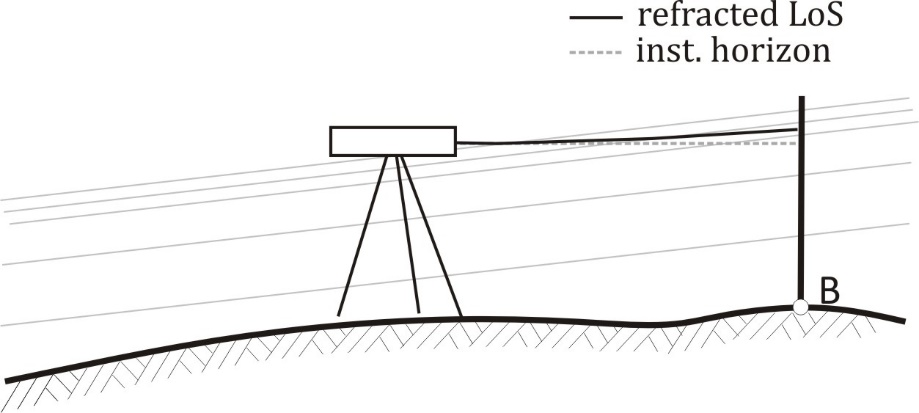 refracted LoS
inst. horizon
B